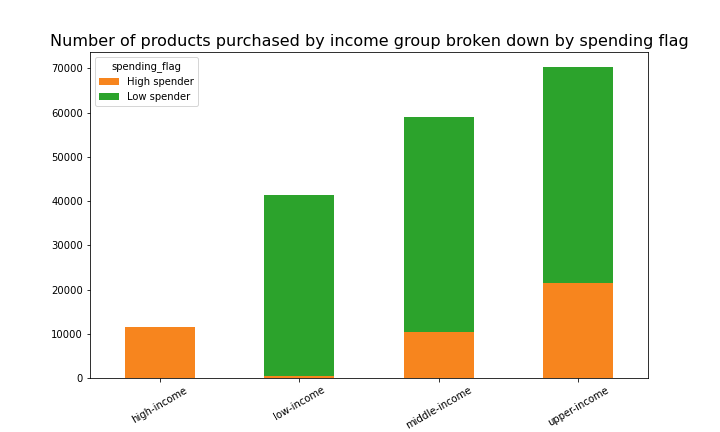 Number of products purchased by income group broken down by spending flag
spending_flag
High spender
Low spender
70000
60000
50000
40000
30000
20000
10000
0
high-income
low-income
middle-income
upper-income